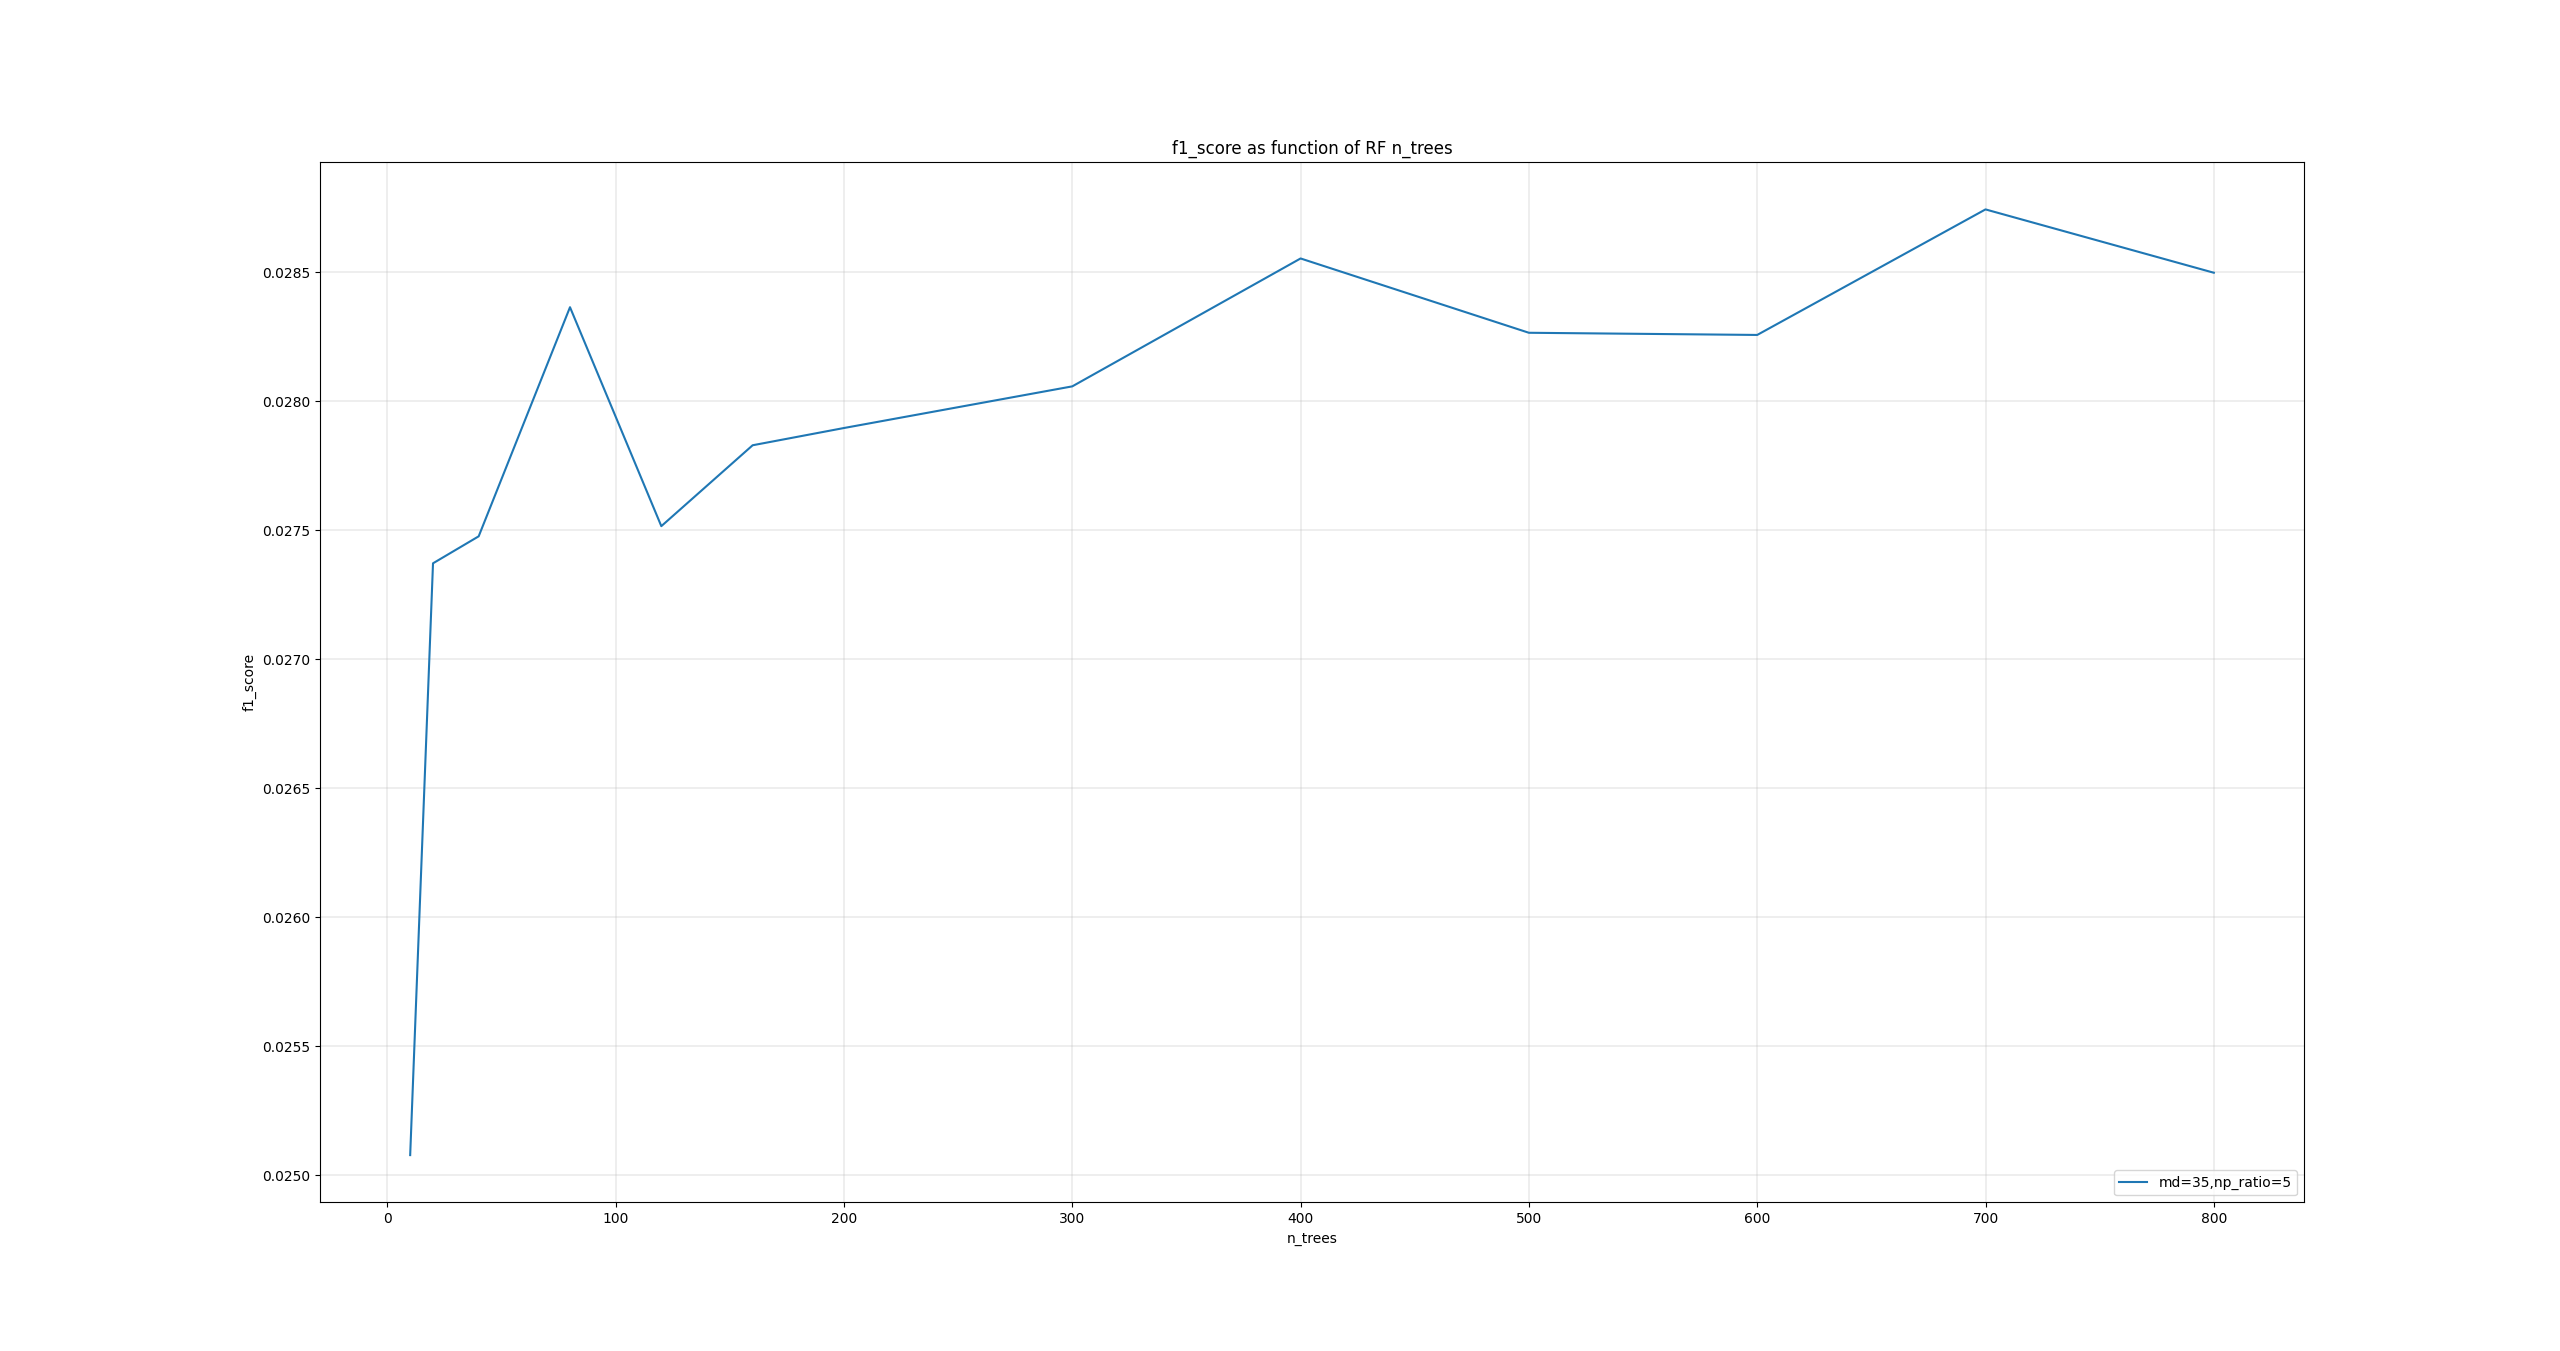 f1_score as function of RF n_trees
f1_score
0.0285
0.0280
0.0275
0.0270
0.0265
0.0260
0.0255
0.0250
md=35,np_ratio=5
0 100 200 300 400 500 600 700 800
n_trees